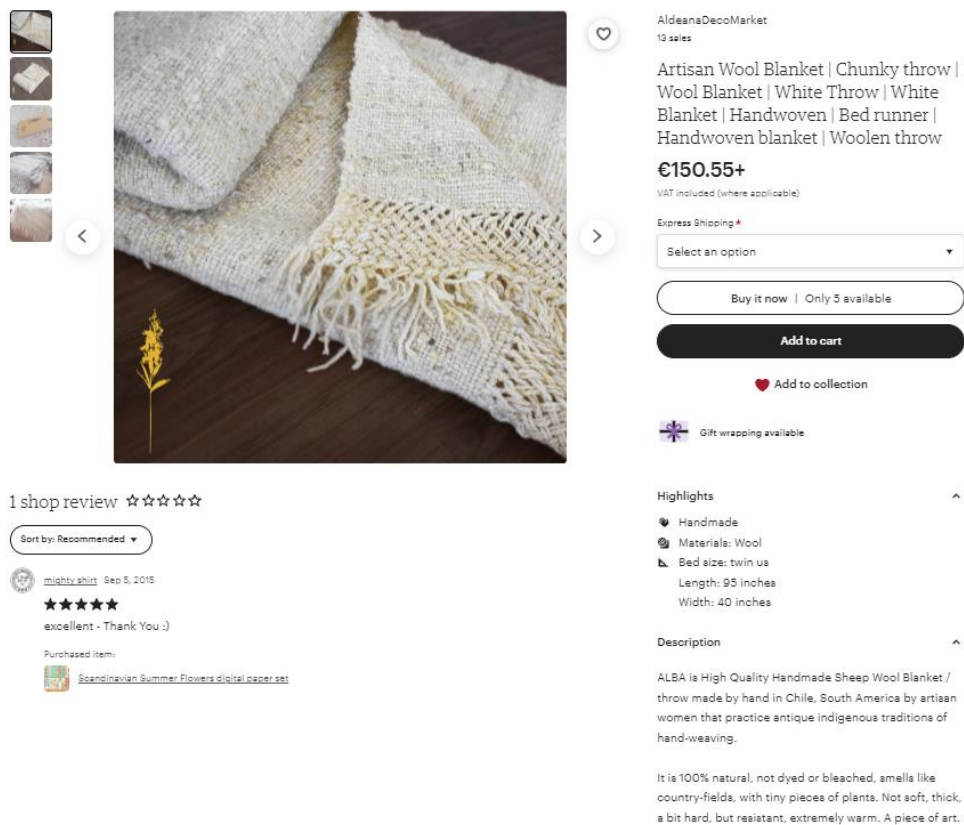 AldeanaDecoMarket
13 sales
Artisan Wool Blanket | Chunky throw |
Wool Blanket | White Throw | White
Blanket | Handwoven | Bed runner |
Handwoven blanket | Woolen throw
€150.55+
VAT included (where applicable)
Express Shipping *
Select an option
Buy it now | Only 5 available
Add to cart
Add to collection
Gift wrapping available
1 shop review
Sort by: Recommended
mighty shirt Sep 5, 2015
excellent - Thank You :)
Purchased item:
Scandinavian Summer Flowers digital paper set
Highlights
Handmade
Materials: Wool
Bed size: twin us
Length: 95 inches
Width: 40 inches
Description
ALBA is High Quality Handmade Sheep Wool Blanket /
throw made by hand in Chile, South America by artisan
women that practice antique indigenous traditions of
hand-weaving.
It is 100% natural, not dyed or bleached, smells like
country-fields, with tiny pieces of plants. Not soft, thick,
a bit hard, but resistant, extremely warm. A piece of art.